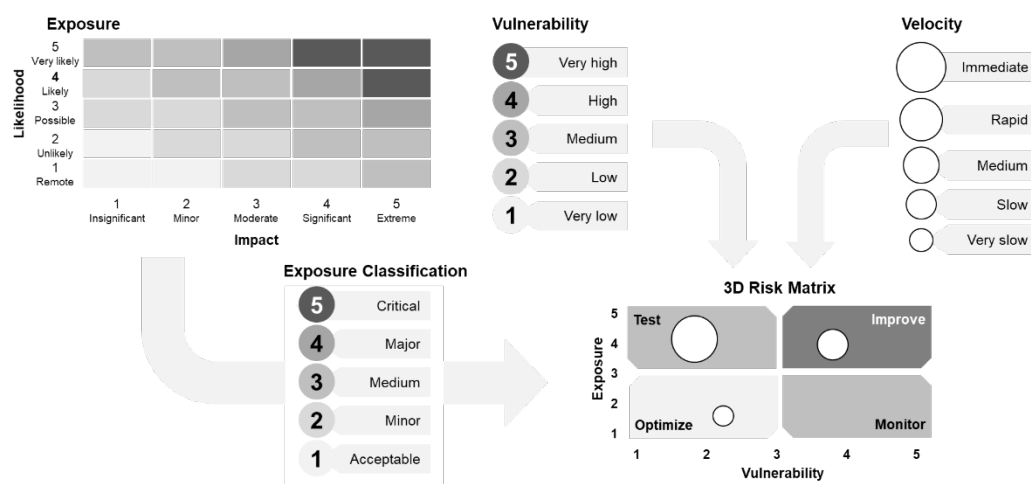 Exposure
Likelihood
5
Very likely
4
Likely
3
Possible
2
Unlikely
1
Remote
1
Insignificant
2
Minor
3
Moderate
4
Significant
5
Extreme
Impact
Vulnerability
5 Very high
4 High
3 Medium
2 Low
1 Very low
Velocity
Immediate
Rapid
Medium
Slow
Very slow
Exposure Classification
5 Critical
4 Major
3 Medium
2 Minor
1 Acceptable
3D Risk Matrix
Exposure
5
4
3
2
1
Test
Improve
Optimize
Monitor
1 2 3 4 5
Vulnerability